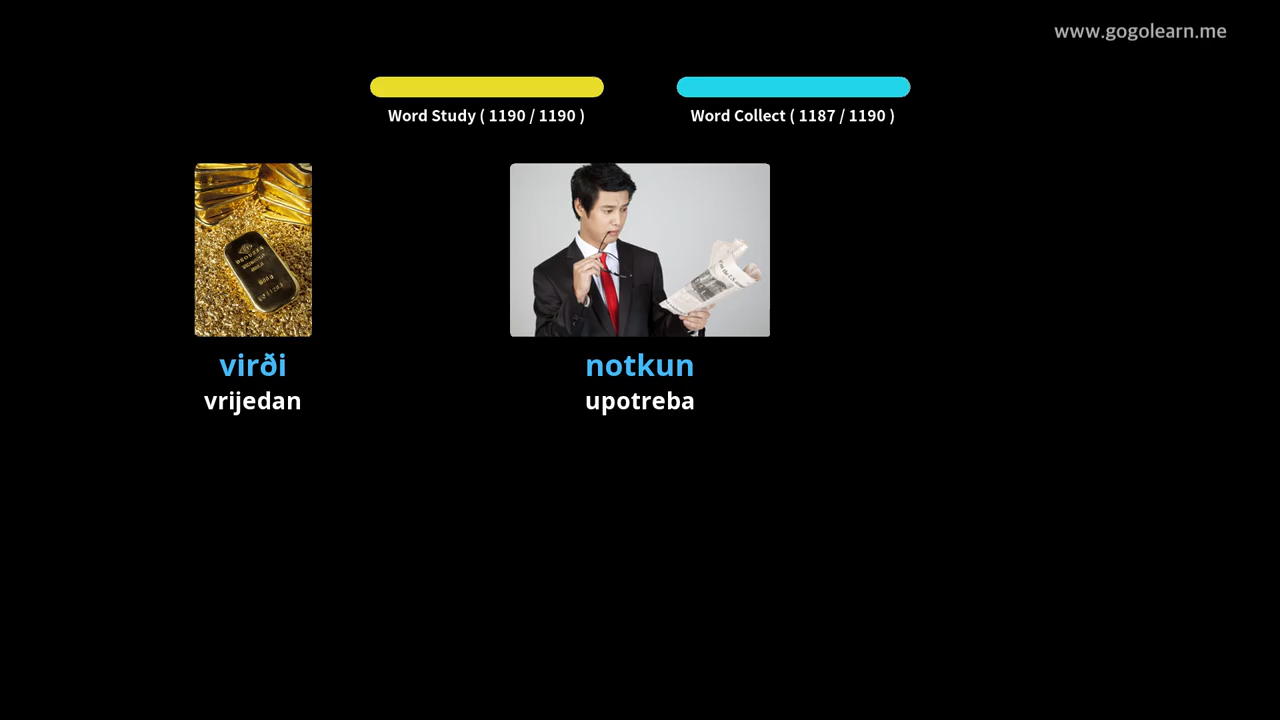 www.gogolearn.me
Word Study ( 1190 / 1190 )
Word Collect ( 1187 / 1190 )
virði
notkun
vrijedan
upotreba